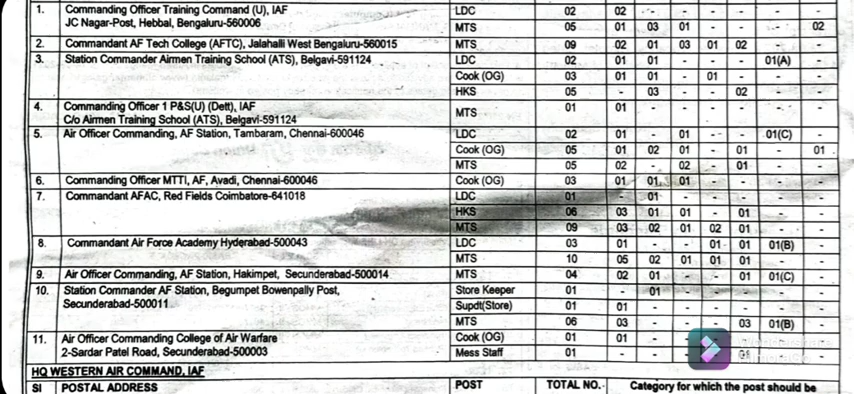 1. Commanding Officer Training Command (U), IAF LDC 02 02 - -
JC Nagar-Post, Hebbal, Bengaluru-560006 MTS 05 01 03 01 - - - 02
2. Commandant AF Tech College (AFTC), Jalahalli West Bengaluru-560015 MTS 09 02 01 03 01 02 - -
3. Station Commander Airmen Training School (ATS), Belgavi-591124 LDC 02 01 01 - - - 01(A) -
Cook (OG) 03 01 01 - 01 - - -
HKS 05 - 03 - - 02 - -
4. Commanding Officer 1 P&S(U) (Dett), IAF
C/o Airmen Training School (ATS), Belgavi-591124 MTS 01 01 - - - - - -
5. Air Officer Commanding, AF Station, Tambaram, Chennai-600046 LDC 02 01 - 01 - - 01(C) -
Cook (OG) 05 01 02 01 - 01 - 01
MTS 05 02 - 02 - 01 - -
6. Commanding Officer MTTI, AF, Avadi, Chennai-600046 Cook (OG) 03 01 01 01 - - - -
7. Commandant AFAC, Red Fields Coimbatore-641018 LDC 01 - 01 - - - - -
HKS 06 03 01 01 - 01 - -
MTS 09 03 02 01 02 01 - -
8. Commandant Air Force Academy Hyderabad-500043 LDC 03 01 - - 01 01 01(B) -
MTS 10 05 02 01 01 01 - -
9. Air Officer Commanding, AF Station, Hakimpet, Secunderabad-500014 MTS 04 02 01 - - 01 01(C) -
10. Station Commander AF Station, Begumpet Bowenpally Post, Store Keeper 01 - 01 - - - - -
Secunderabad-500011 Supdt(Store) 01 01 - - - - - -
MTS 06 03 - - - 03 01(B) -
11. Air Officer Commanding College of Air Warfare Cook (OG) 01 01 - -
2-Sardar Patel Road, Secunderabad-500003 Mess Staff 01 - - - 01
HQ WESTERN AIR COMMAND, IAF
SI POSTAL ADDRESS POST TOTAL NO. Category for which the post should be